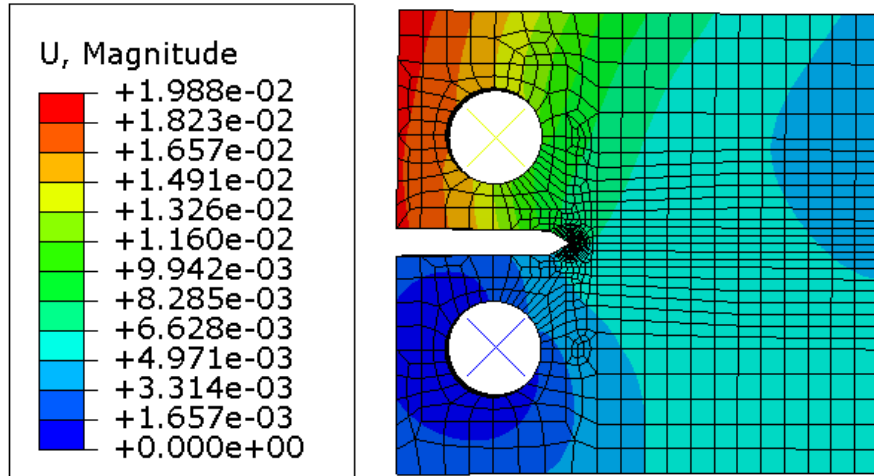 U, Magnitude
+1.988e-02
+1.823e-02
+1.657e-02
+1.491e-02
+1.326e-02
+1.160e-02
+9.942e-03
+8.285e-03
+6.628e-03
+4.971e-03
+3.314e-03
+1.657e-03
+0.000e+00